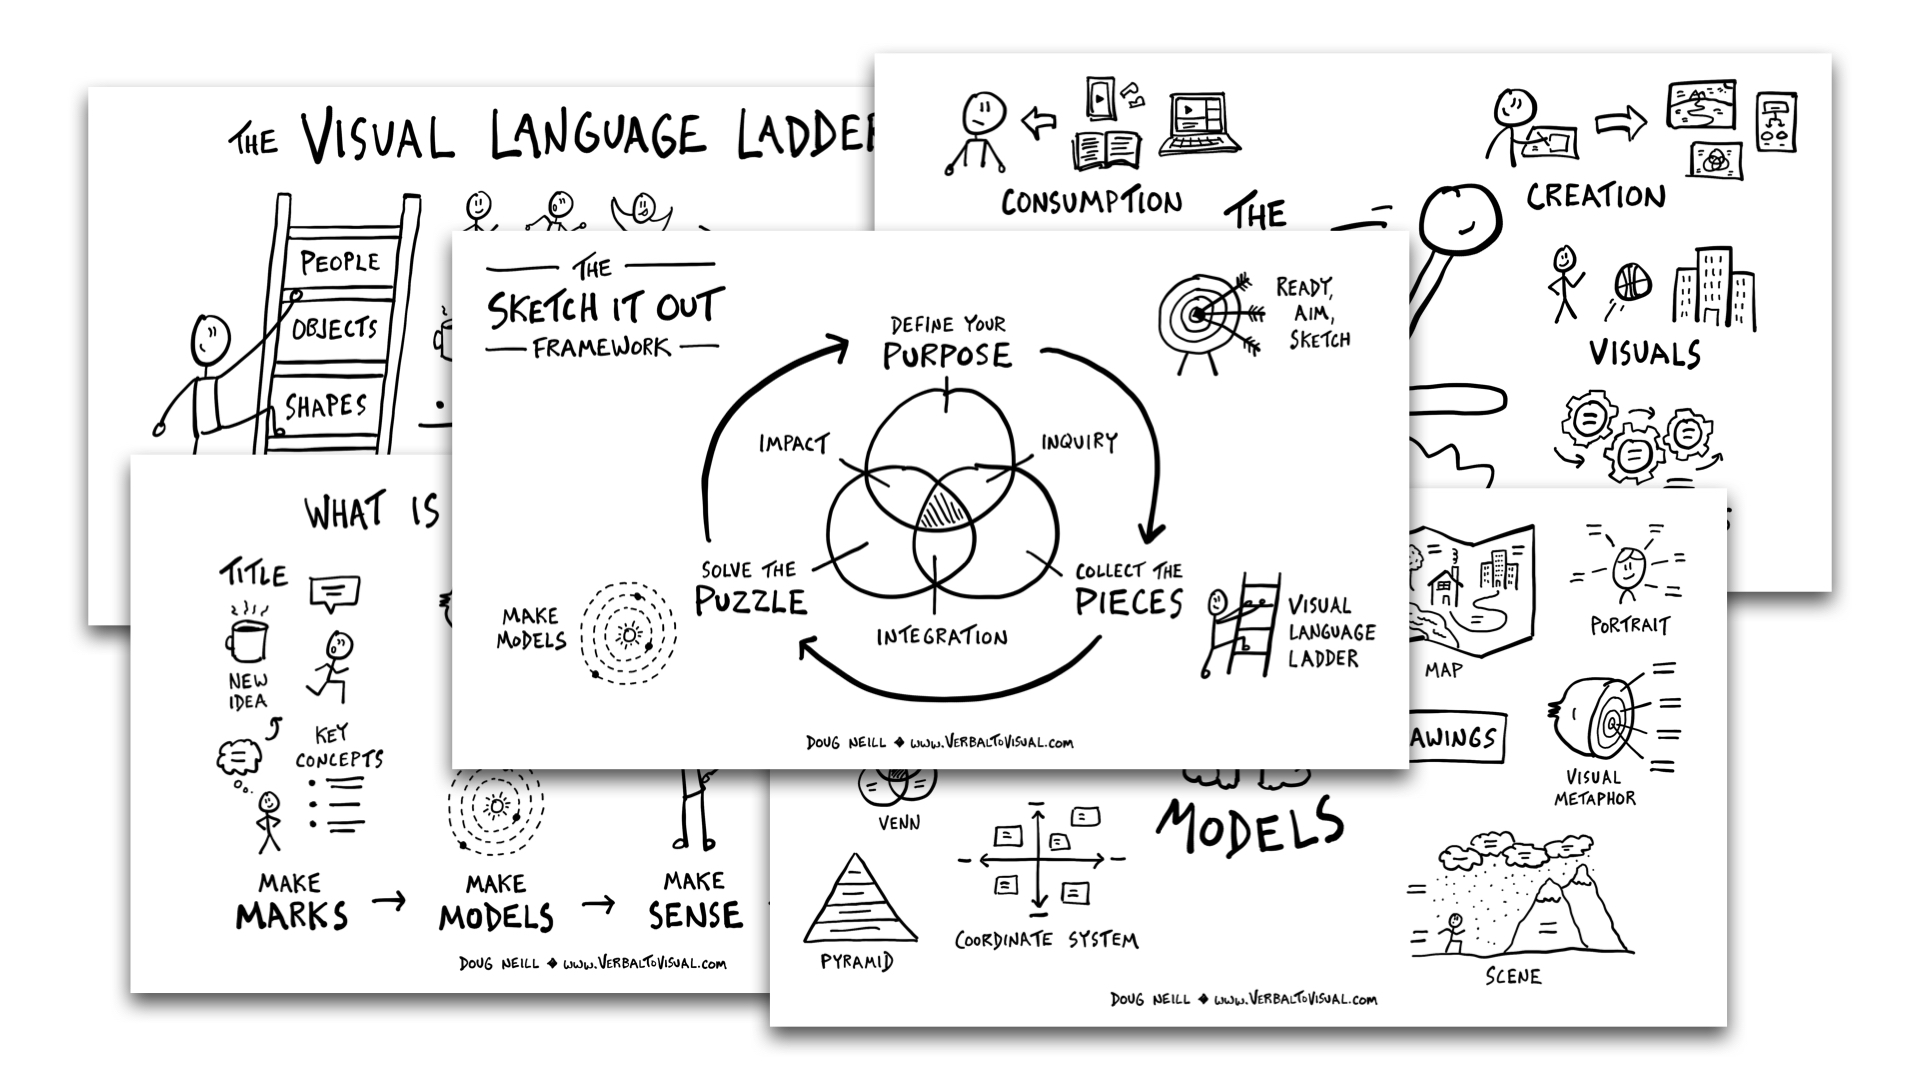 THE VISUAL LANGUAGE LADDER
PEOPLE
OBJECTS
SHAPES
CONSUMPTION
CREATION
THE
VISUALS
THE
SKETCH IT OUT
FRAMEWORK
READY,
AIM,
SKETCH
DEFINE YOUR
PURPOSE
IMPACT
INQUIRY
SOLVE THE
PUZZLE
COLLECT THE
PIECES
INTEGRATION
MAKE
MODELS
VISUAL
LANGUAGE
LADDER
DOUG NEILL ◆ www.VERBALTOVISUAL.com
WHAT IS
TITLE
NEW
IDEA
KEY
CONCEPTS
MAKE
MARKS
MAKE
MODELS
MAKE
SENSE
DOUG NEILL ◆ www.VERBALTOVISUAL.com
MAP
PORTRAIT
AWINGS
VISUAL
METAPHOR
VENN
MODELS
PYRAMID
COORDINATE SYSTEM
SCENE
DOUG NEILL ◆ www.VERBALTOVISUAL.com